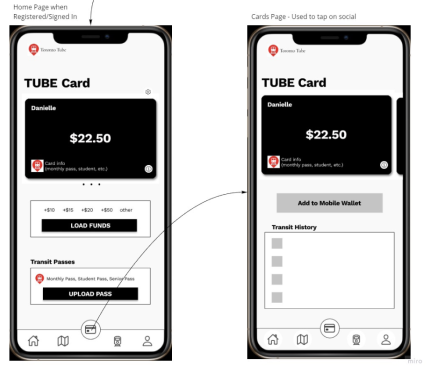 Home Page when
Registered/Signed In
Toronto Tube
TUBE Card
Danielle
$22.50
Card info
(monthly pass, student, etc.)
+$10 +$15 +$20 +$50 other
LOAD FUNDS
Transit Passes
Monthly Pass, Student Pass, Senior Pass
UPLOAD PASS
Cards Page - Used to tap on social
Toronto Tube
TUBE Card
Danielle
$22.50
Card info
(monthly pass, student, etc.)
Add to Mobile Wallet
Transit History
miro